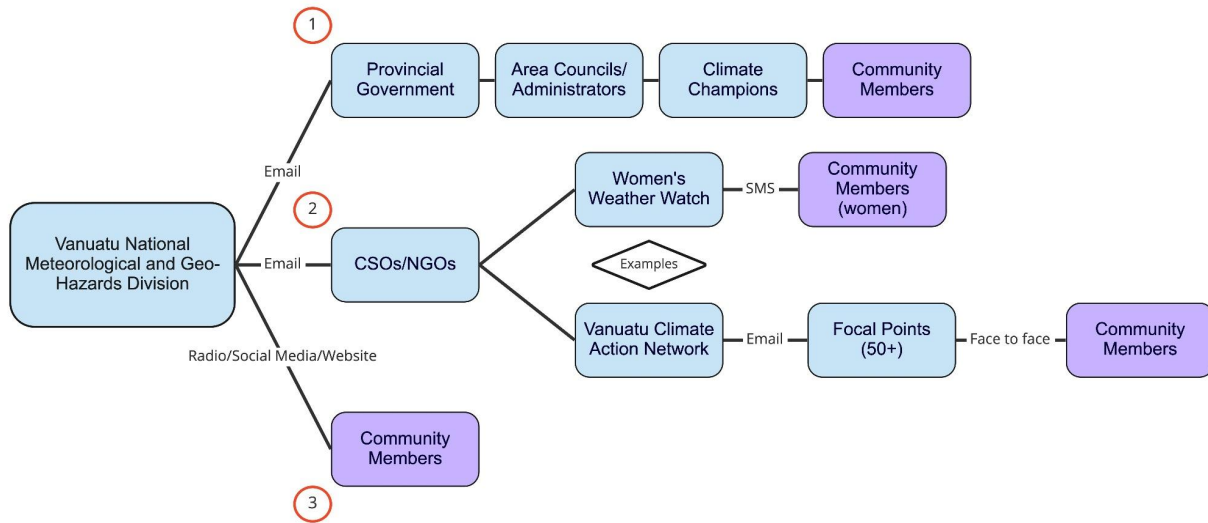 1
Provincial
Government
Area Councils/
Administrators
Climate
Champions
Community
Members
Email
2
Women's
Weather Watch
SMS
Community
Members
(women)
Vanuatu National
Meteorological and Geo-
Hazards Division
Email
CSOs/NGOs
Examples
Vanuatu Climate
Action Network
Email
Focal Points
(50+)
Face to face
Community
Members
Radio/Social Media/Website
Community
Members
3